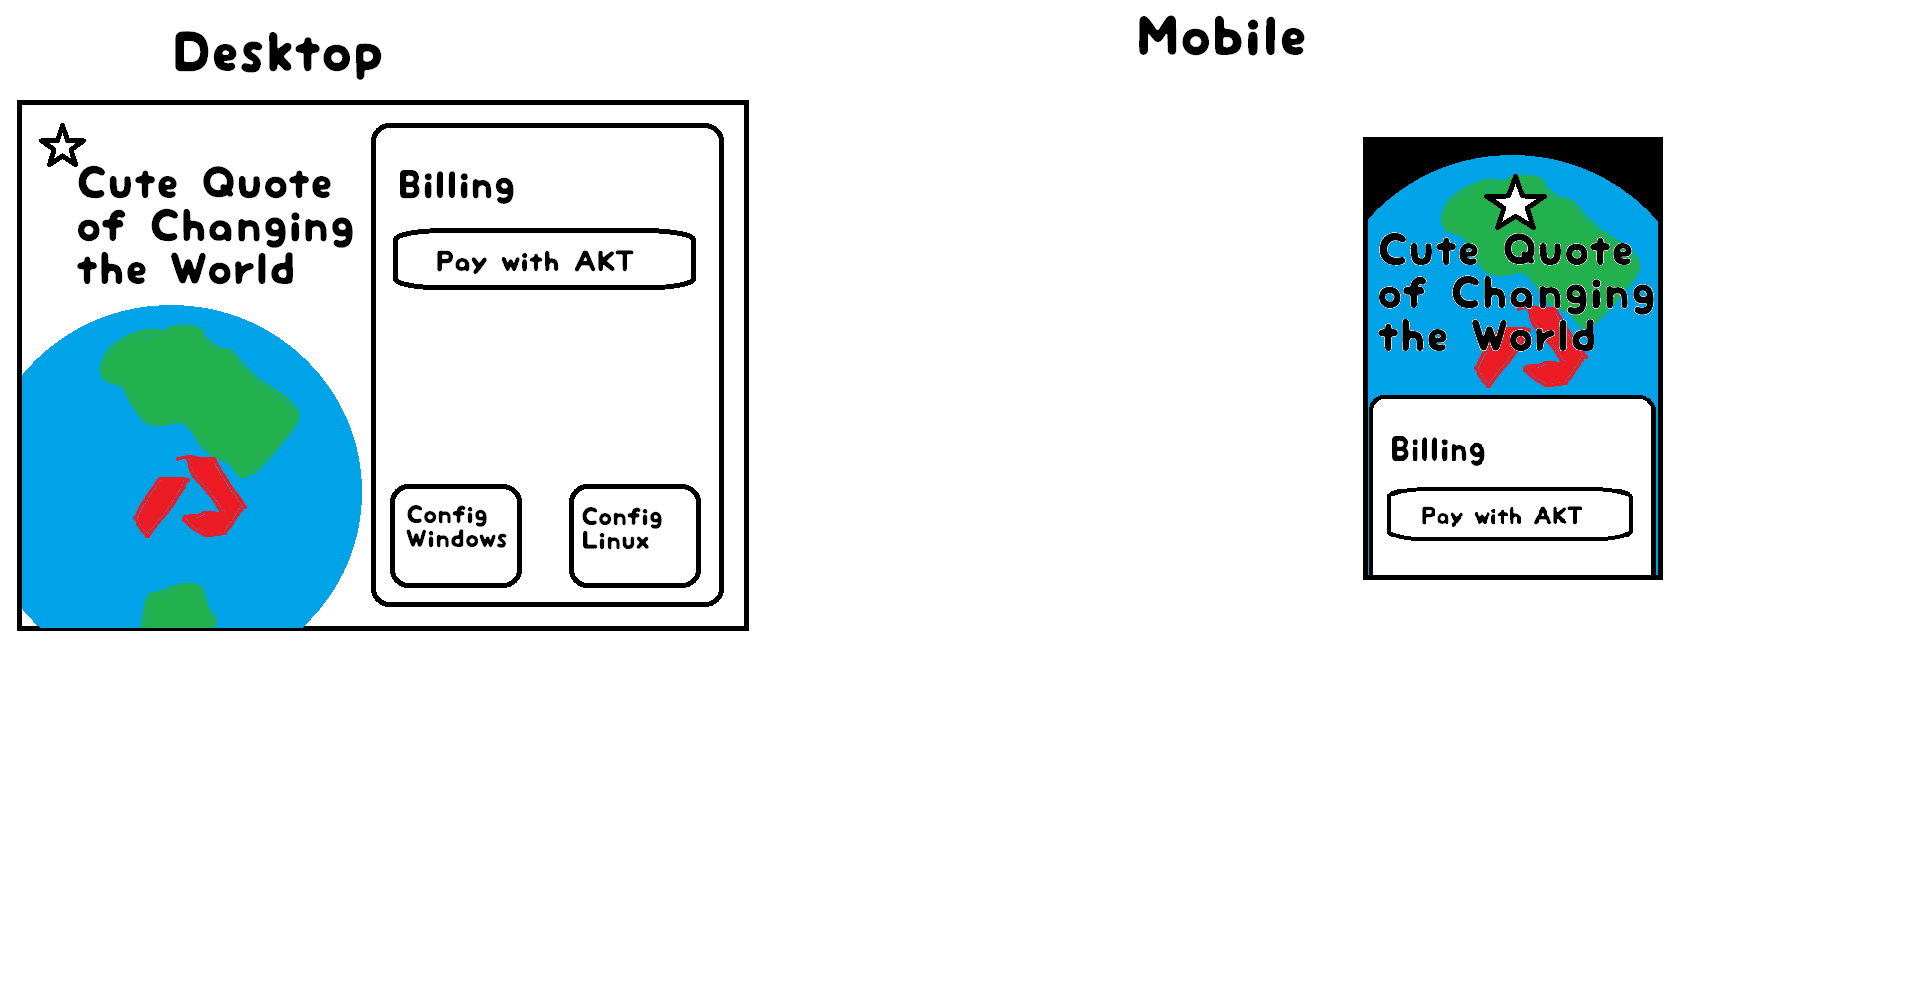 Desktop
Cute Quote
of Changing
the World
Billing
Pay with AKT
Config
Windows
Config
Linux
Mobile
Cute Quote
of Changing
the World
Billing
Pay with AKT